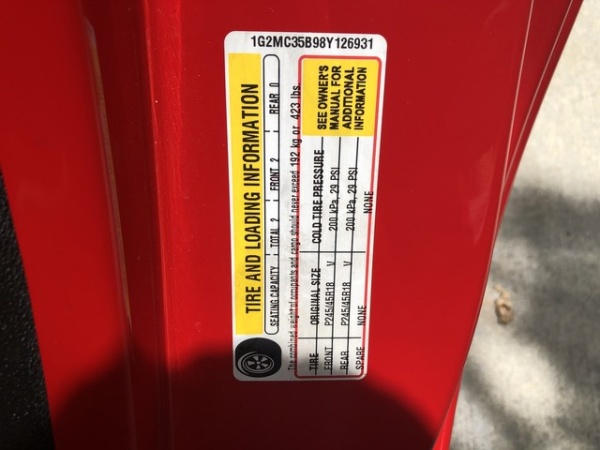 1G2MC35B98Y126931
TIRE AND LOADING INFORMATION
SEATING CAPACITY TOTAL 2 FRONT 2 REAR 0
The combined weight of occupants and cargo should never exceed 192 kg or 423 lbs.
TIRE ORIGINAL SIZE COLD TIRE PRESSURE
FRONT P245/45R18 V 200 kPa, 29 PSI
REAR P245/45R18 V 200 kPa, 29 PSI
SPARE NONE NONE
SEE OWNER'S
MANUAL FOR
ADDITIONAL
INFORMATION